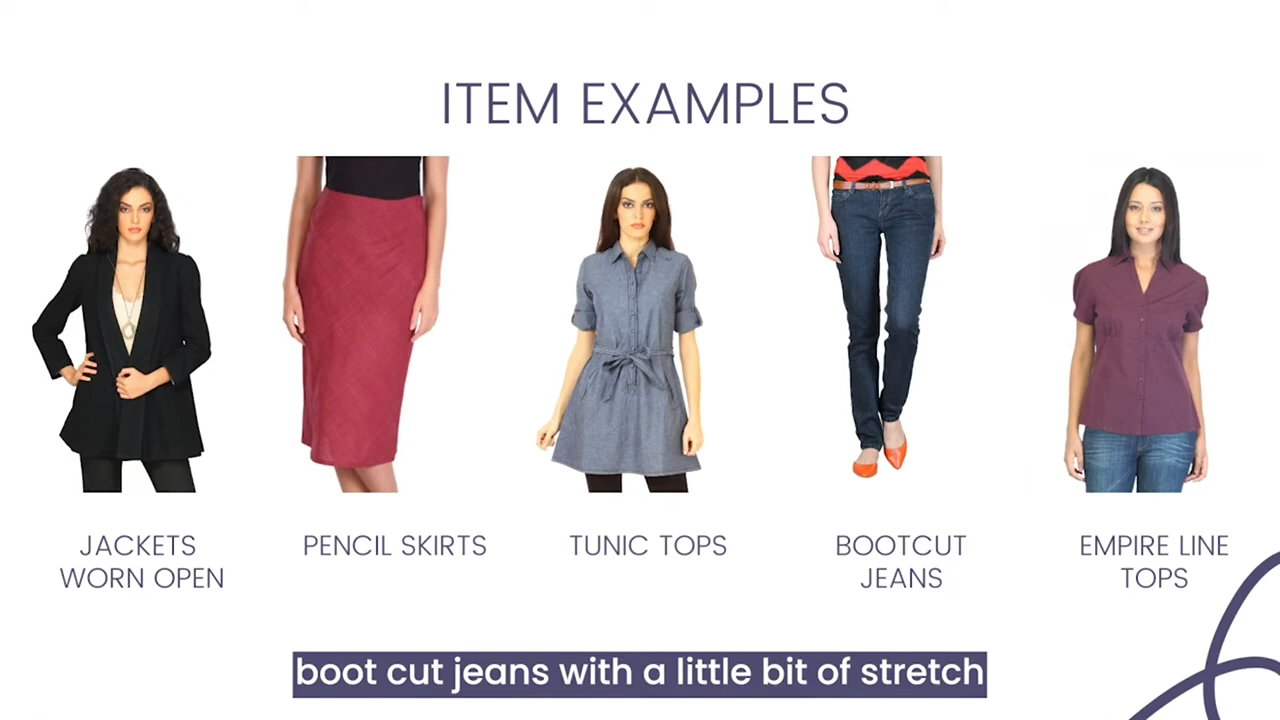 ITEM EXAMPLES
JACKETS
WORN OPEN
PENCIL SKIRTS
TUNIC TOPS
BOOTCUT
JEANS
EMPIRE LINE
TOPS
boot cut jeans with a little bit of stretch